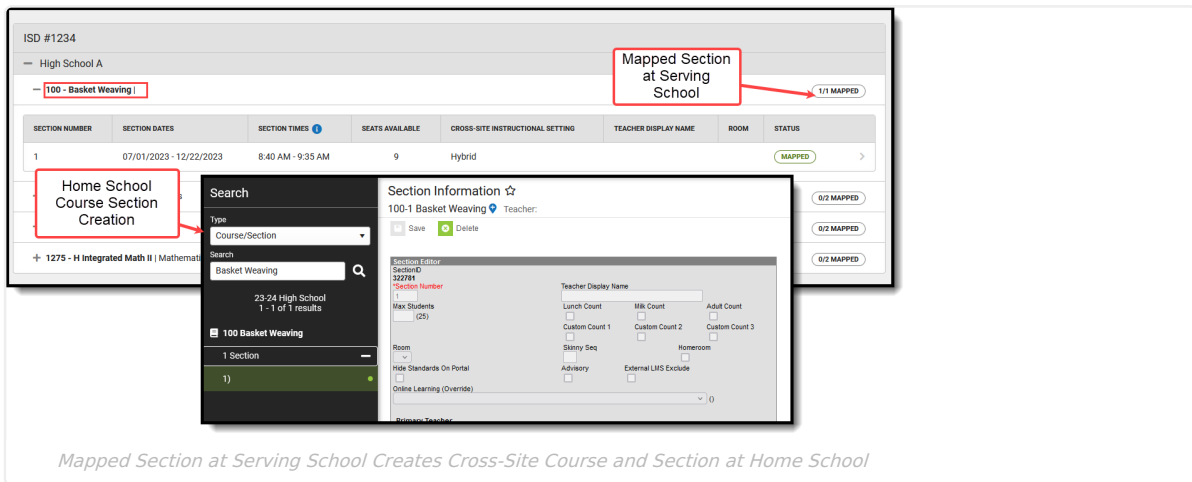 ISD #1234
High School A
100 - Basket Weaving |
1/1 MAPPED
Mapped Section
at Serving
School
SECTION NUMBER SECTION DATES SECTION TIMES SEATS AVAILABLE CROSS-SITE INSTRUCTIONAL SETTING TEACHER DISPLAY NAME ROOM STATUS
1 07/01/2023 - 12/22/2023 8:40 AM - 9:35 AM 9 Hybrid MAPPED
Home School
Course Section
Creation
0/2 MAPPED
0/2 MAPPED
1275 - H Integrated Math II | Mathemati
0/2 MAPPED
Search
Type
Course/Section
Search
Basket Weaving
23-24 High School
1 - 1 of 1 results
100 Basket Weaving
1 Section
1)
Section Information
100-1 Basket Weaving Teacher:
Save Delete
Section Editor
SectionID
322781
*Section Number Teacher Display Name
1
Max Students Lunch Count Milk Count Adult Count
(25)
Custom Count 1 Custom Count 2 Custom Count 3
Room Skinny Seq Homeroom
Hide Standards On Portal Advisory External LMS Exclude
Online Learning (Override)
()
Primary Teacher
Mapped Section at Serving School Creates Cross-Site Course and Section at Home School